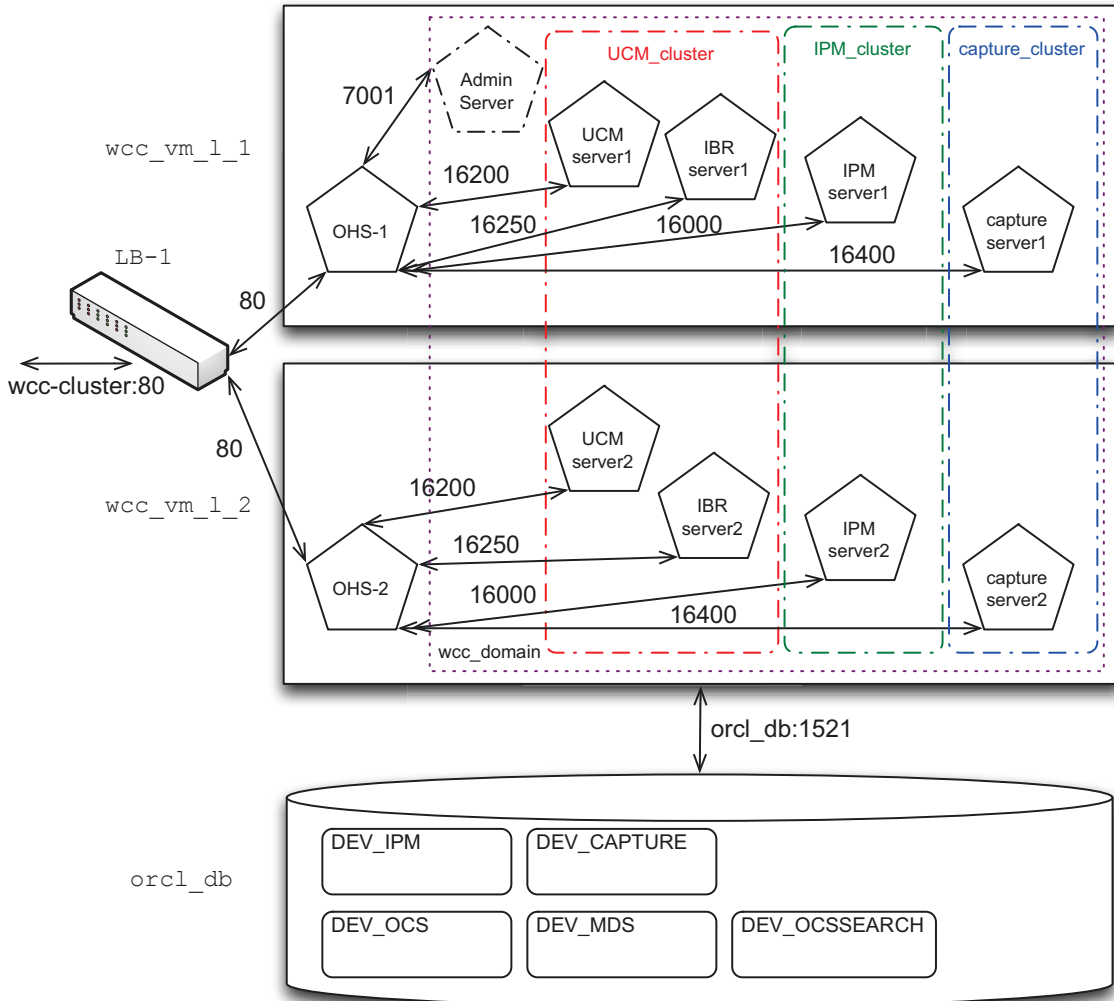 UCM_cluster
IPM_cluster
capture_cluster
Admin
Server
7001
wcc_vm_l_1
UCM
server1
IBR
server1
IPM
server1
16200
16250
16000
OHS-1
capture
server1
16400
LB-1
80
wcc-cluster:80
80
UCM
server2
wcc_vm_l_2
16200
IBR
server2
IPM
server2
16250
OHS-2
16000
capture
server2
16400
wcc_domain
orcl_db:1521
DEV_IPM
DEV_CAPTURE
orcl_db
DEV_OCS
DEV_MDS
DEV_OCSSEARCH